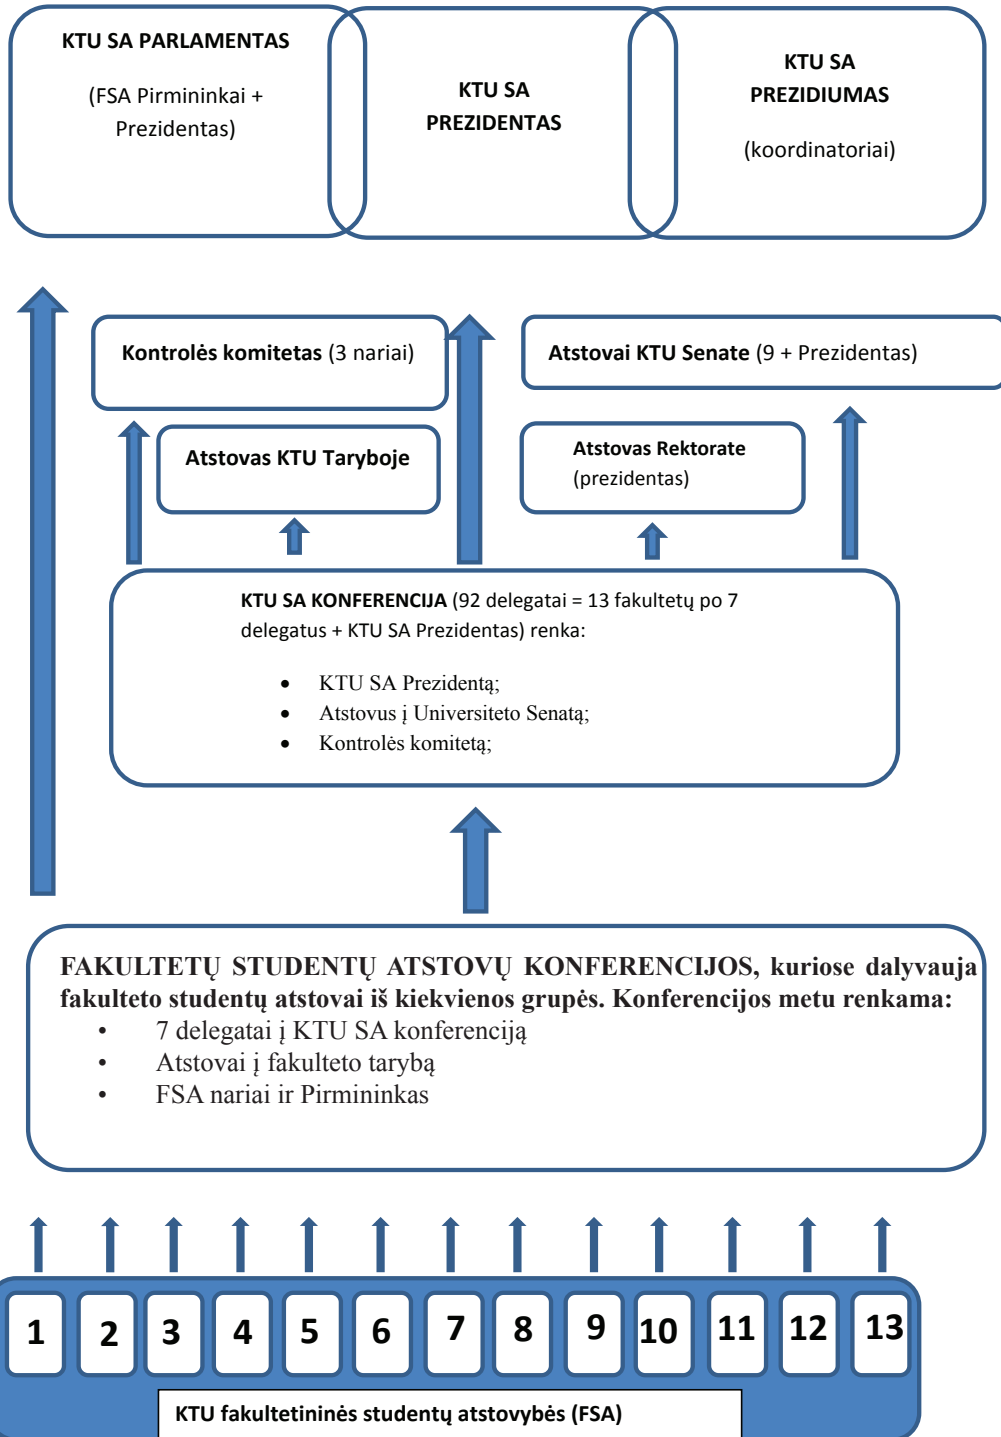 KTU SA PARLAMENTAS
(FSA Pirmininkai +
Prezidentas)
KTU SA
PREZIDENTAS
KTU SA
PREZIDIUMAS
(koordinatoriai)
Kontrolės komitetas (3 nariai)
Atstovai KTU Senate (9 + Prezidentas)
Atstovas KTU Taryboje
Atstovas Rektorate
(prezidentas)
KTU SA KONFERENCIJA (92 delegatai = 13 fakultetų po 7
delegatus + KTU SA Prezidentas) renka:
• KTU SA Prezidentą;
• Atstovus į Universiteto Senatą;
• Kontrolės komitetą;
FAKULTETŲ STUDENTŲ ATSTOVŲ KONFERENCIJOS, kuriose dalyvauja
fakulteto studentų atstovai iš kiekvienos grupės. Konferencijos metu renkama:
• 7 delegatai į KTU SA konferenciją
• Atstovai į fakulteto tarybą
• FSA nariai ir Pirmininkas
1 2 3 4 5 6 7 8 9 10 11 12 13
KTU fakultetininės studentų atstovybės (FSA)